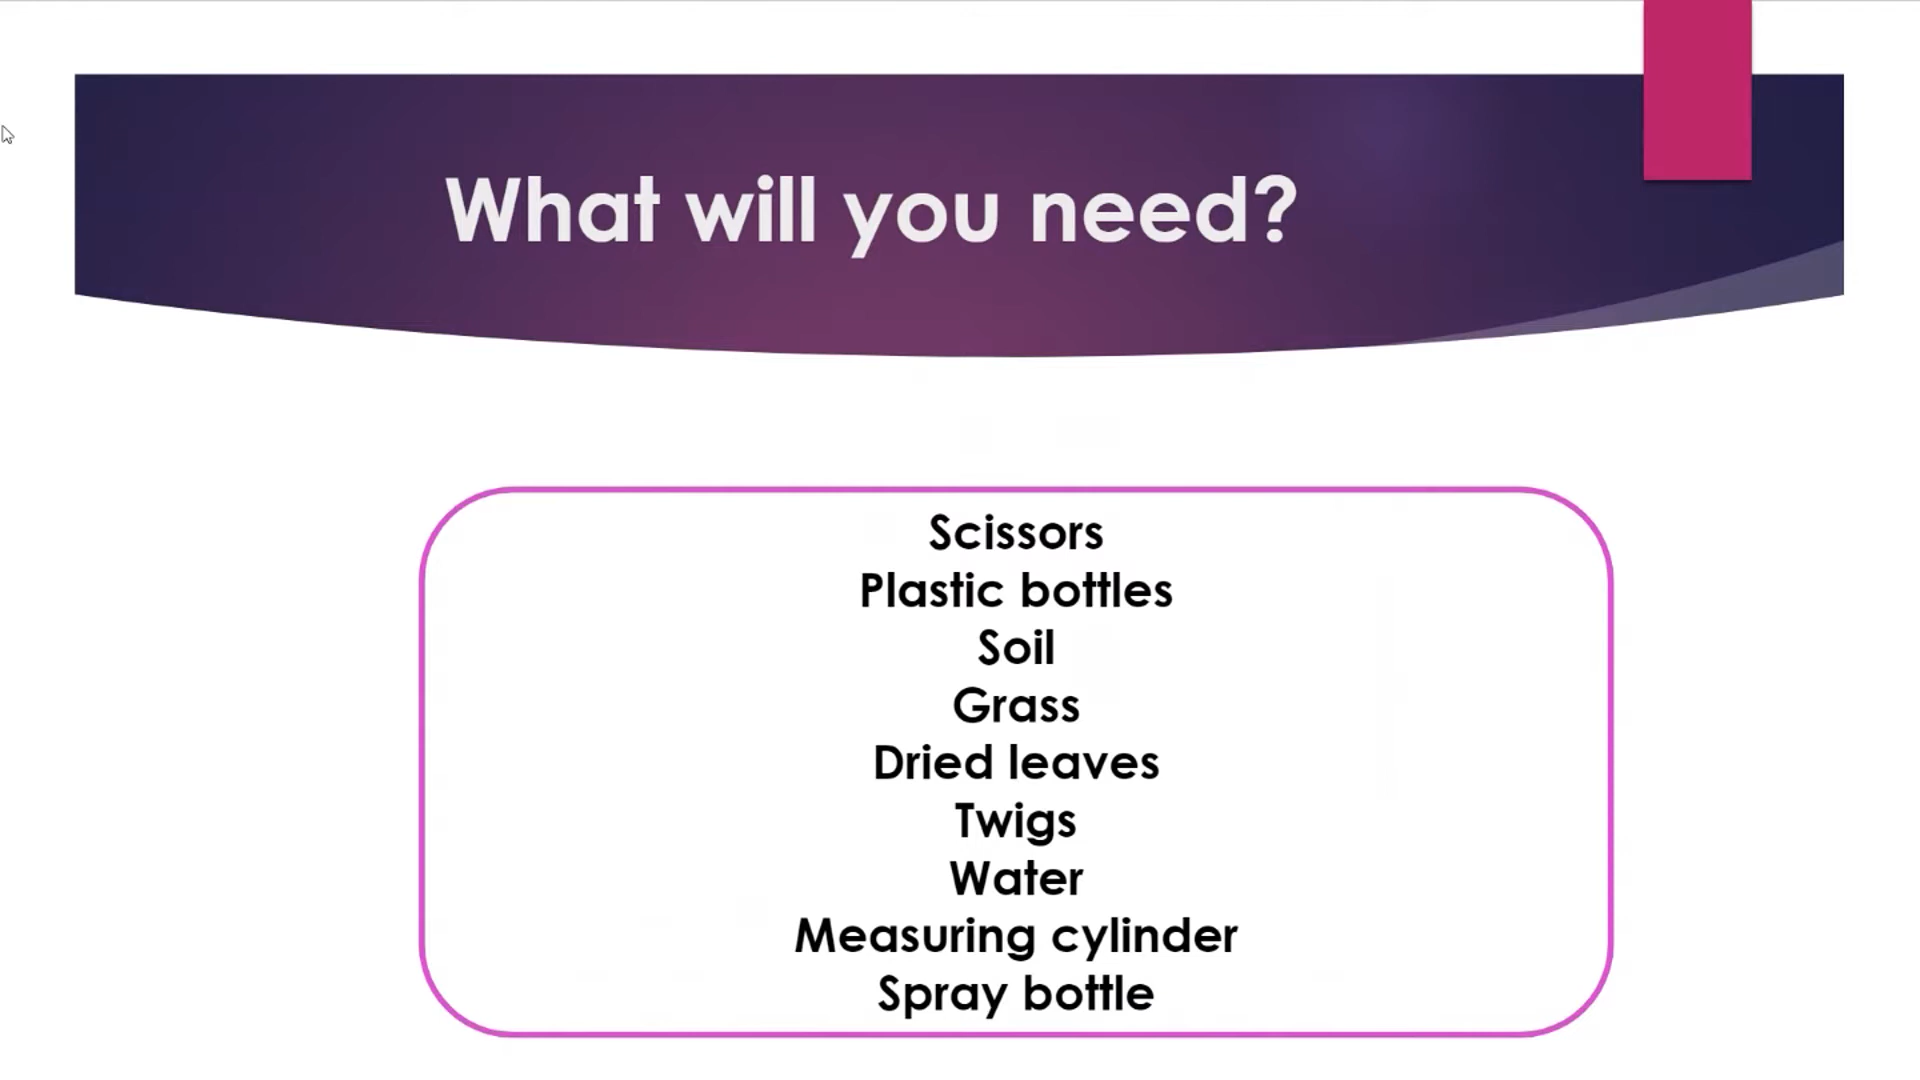 What will you need?
Scissors
Plastic bottles
Soil
Grass
Dried leaves
Twigs
Water
Measuring cylinder
Spray bottle